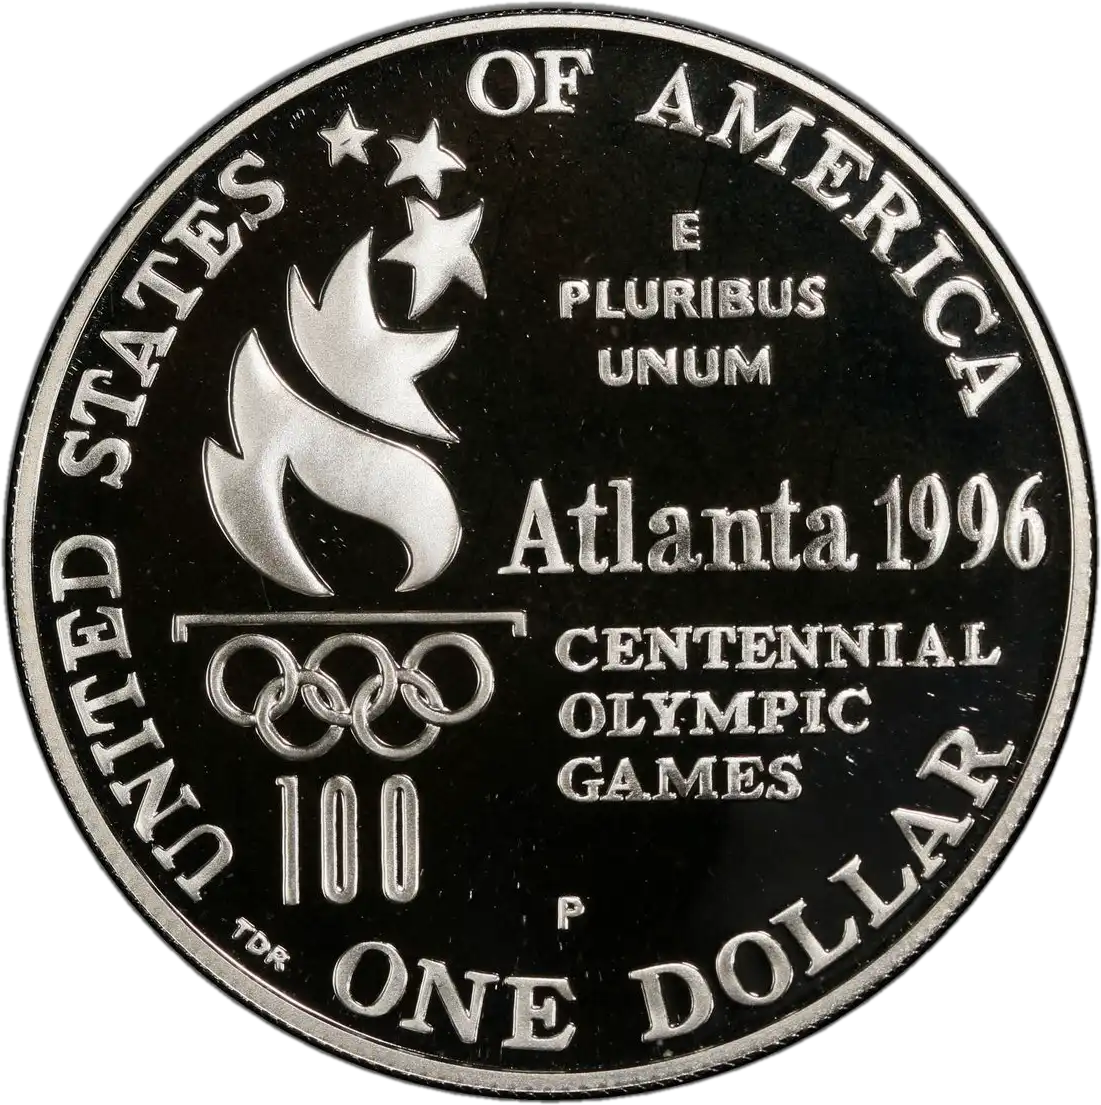 UNITED STATES OF AMERICA
E
PLURIBUS
UNUM
Atlanta 1996
CENTENNIAL
OLYMPIC
GAMES
100
P
TDR
ONE DOLLAR